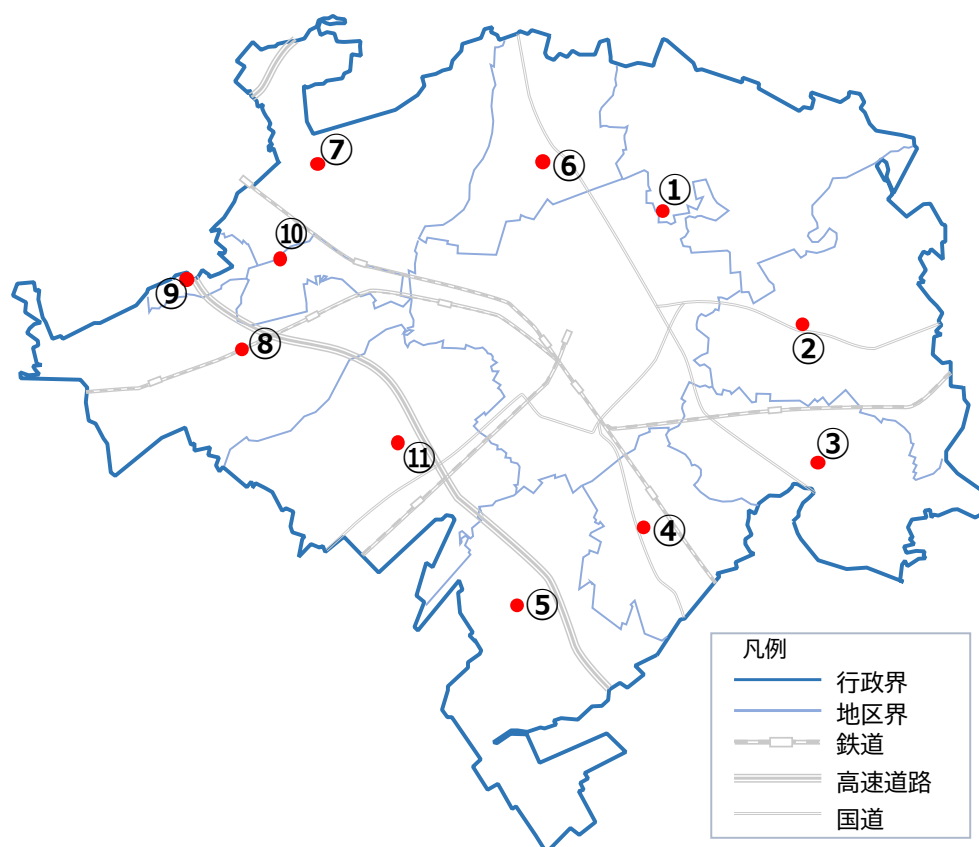 ⑦
⑥
①
⑩
⑨
⑧
②
③
⑪
④
⑤
凡例
行政界
地区界
鉄道
高速道路
国道